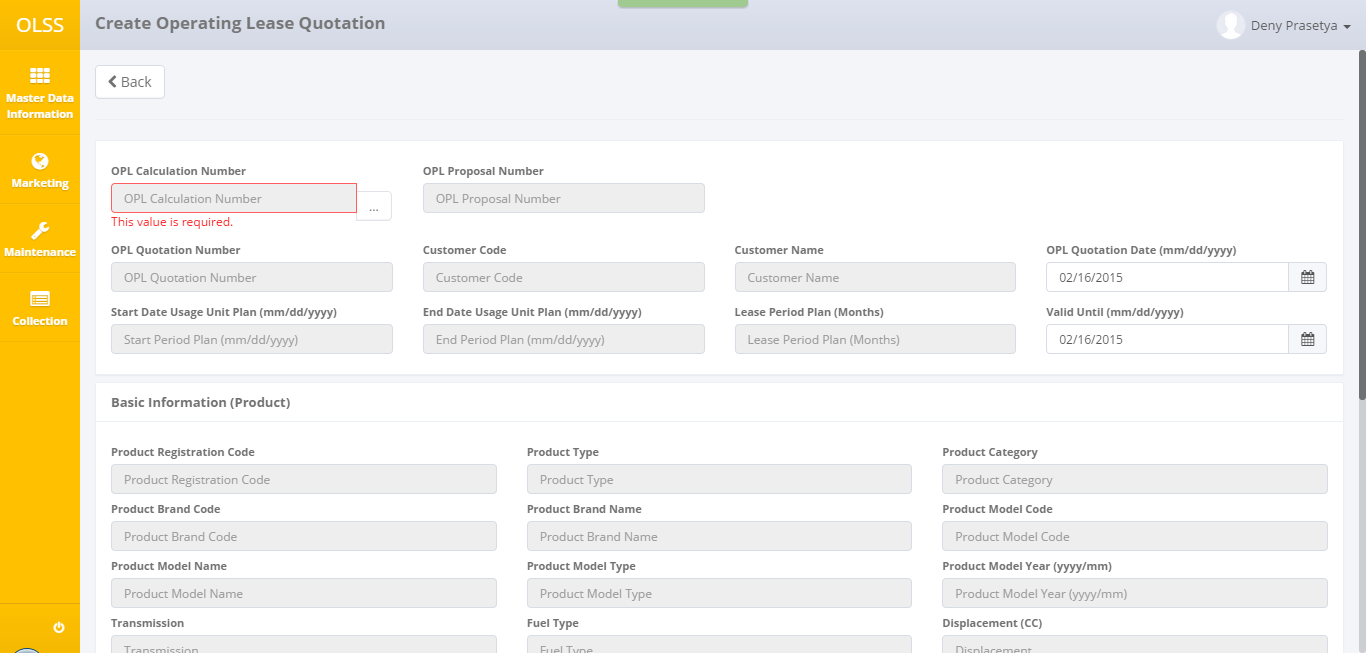 OLSS
Create Operating Lease Quotation
Deny Prasetya
Master Data
Information
Marketing
Maintenance
Collection
Back
OPL Calculation Number
OPL Proposal Number
OPL Calculation Number
...
OPL Proposal Number
This value is required.
OPL Quotation Number
Customer Code
Customer Name
OPL Quotation Date (mm/dd/yyyy)
OPL Quotation Number
Customer Code
Customer Name
02/16/2015
Start Date Usage Unit Plan (mm/dd/yyyy)
End Date Usage Unit Plan (mm/dd/yyyy)
Lease Period Plan (Months)
Valid Until (mm/dd/yyyy)
Start Period Plan (mm/dd/yyyy)
End Period Plan (mm/dd/yyyy)
Lease Period Plan (Months)
02/16/2015
Basic Information (Product)
Product Registration Code
Product Type
Product Category
Product Registration Code
Product Type
Product Category
Product Brand Code
Product Brand Name
Product Model Code
Product Brand Code
Product Brand Name
Product Model Code
Product Model Name
Product Model Type
Product Model Year (yyyy/mm)
Product Model Name
Product Model Type
Product Model Year (yyyy/mm)
Transmission
Fuel Type
Displacement (CC)
Transmission
Fuel Type
Displacement